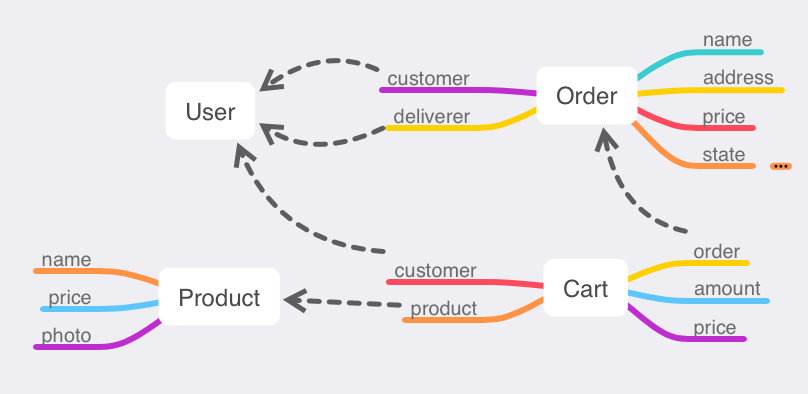 User
customer
deliverer
Order
name
address
price
state
name
price
photo
Product
customer
product
Cart
order
amount
price